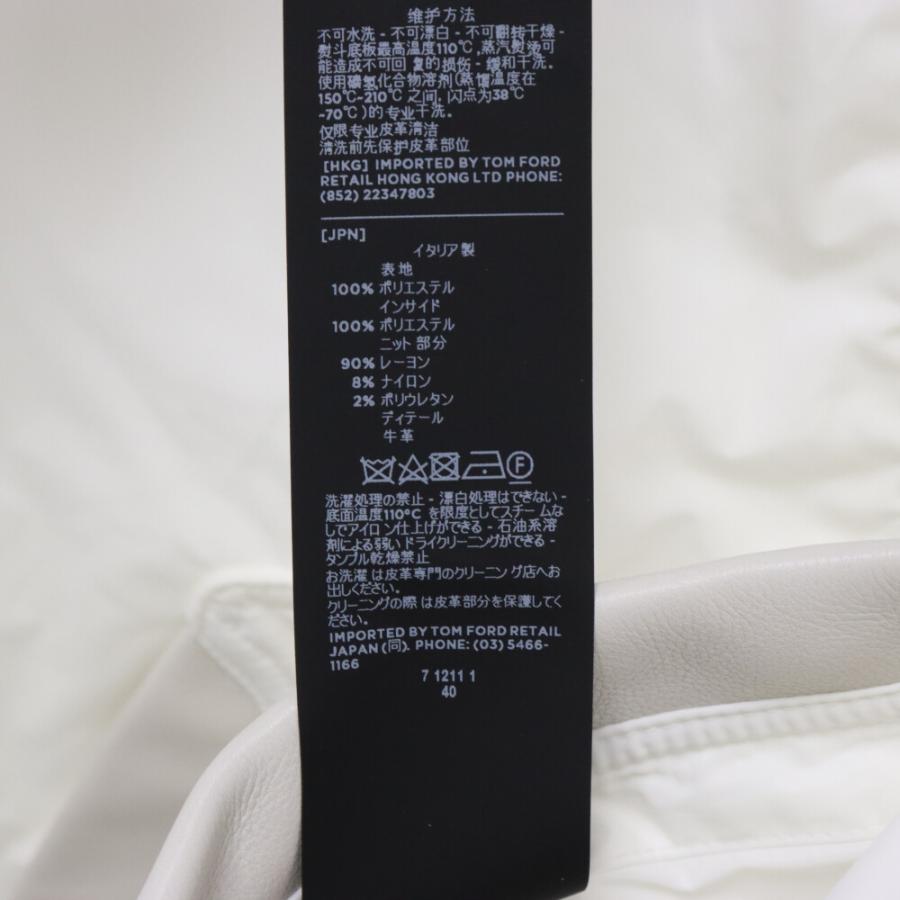 维护方法
不可水洗 - 不可漂白 - 不可翻转干燥 -
熨斗底板最高温度110℃,蒸汽熨烫可
能造成不可回 复的损伤 - 缓和干洗。
使用碘氢化合物溶剂(蒸馏温度在
150℃~210℃ 之间, 闪点为38℃
~70℃)的专业干洗。
仅限专业皮革清洁
清洗前先保护皮革部位
[HKG] IMPORTED BY TOM FORD
RETAIL HONG KONG LTD PHONE:
(852) 22347803
[JPN]
イタリア製
表地
100% ポリエステル
インサイド
100% ポリエステル
ニット部分
90% レーヨン
8% ナイロン
2% ポリウレタン
ディテール
牛革
F
洗濯処理の禁止 - 漂白処理はできない -
底面温度110℃ を限度としてスチームな
しでアイロン仕上げができる - 石油系溶
剤による弱いドライクリーニングができる -
タンブル乾燥禁止
お洗濯は皮革専門のクリーニング店へお
出しください。
クリーニングの際は皮革部分を保護してく
ださい。
IMPORTED BY TOM FORD RETAIL
JAPAN (同). PHONE: (03) 5466-
1166
7 1211 1
40